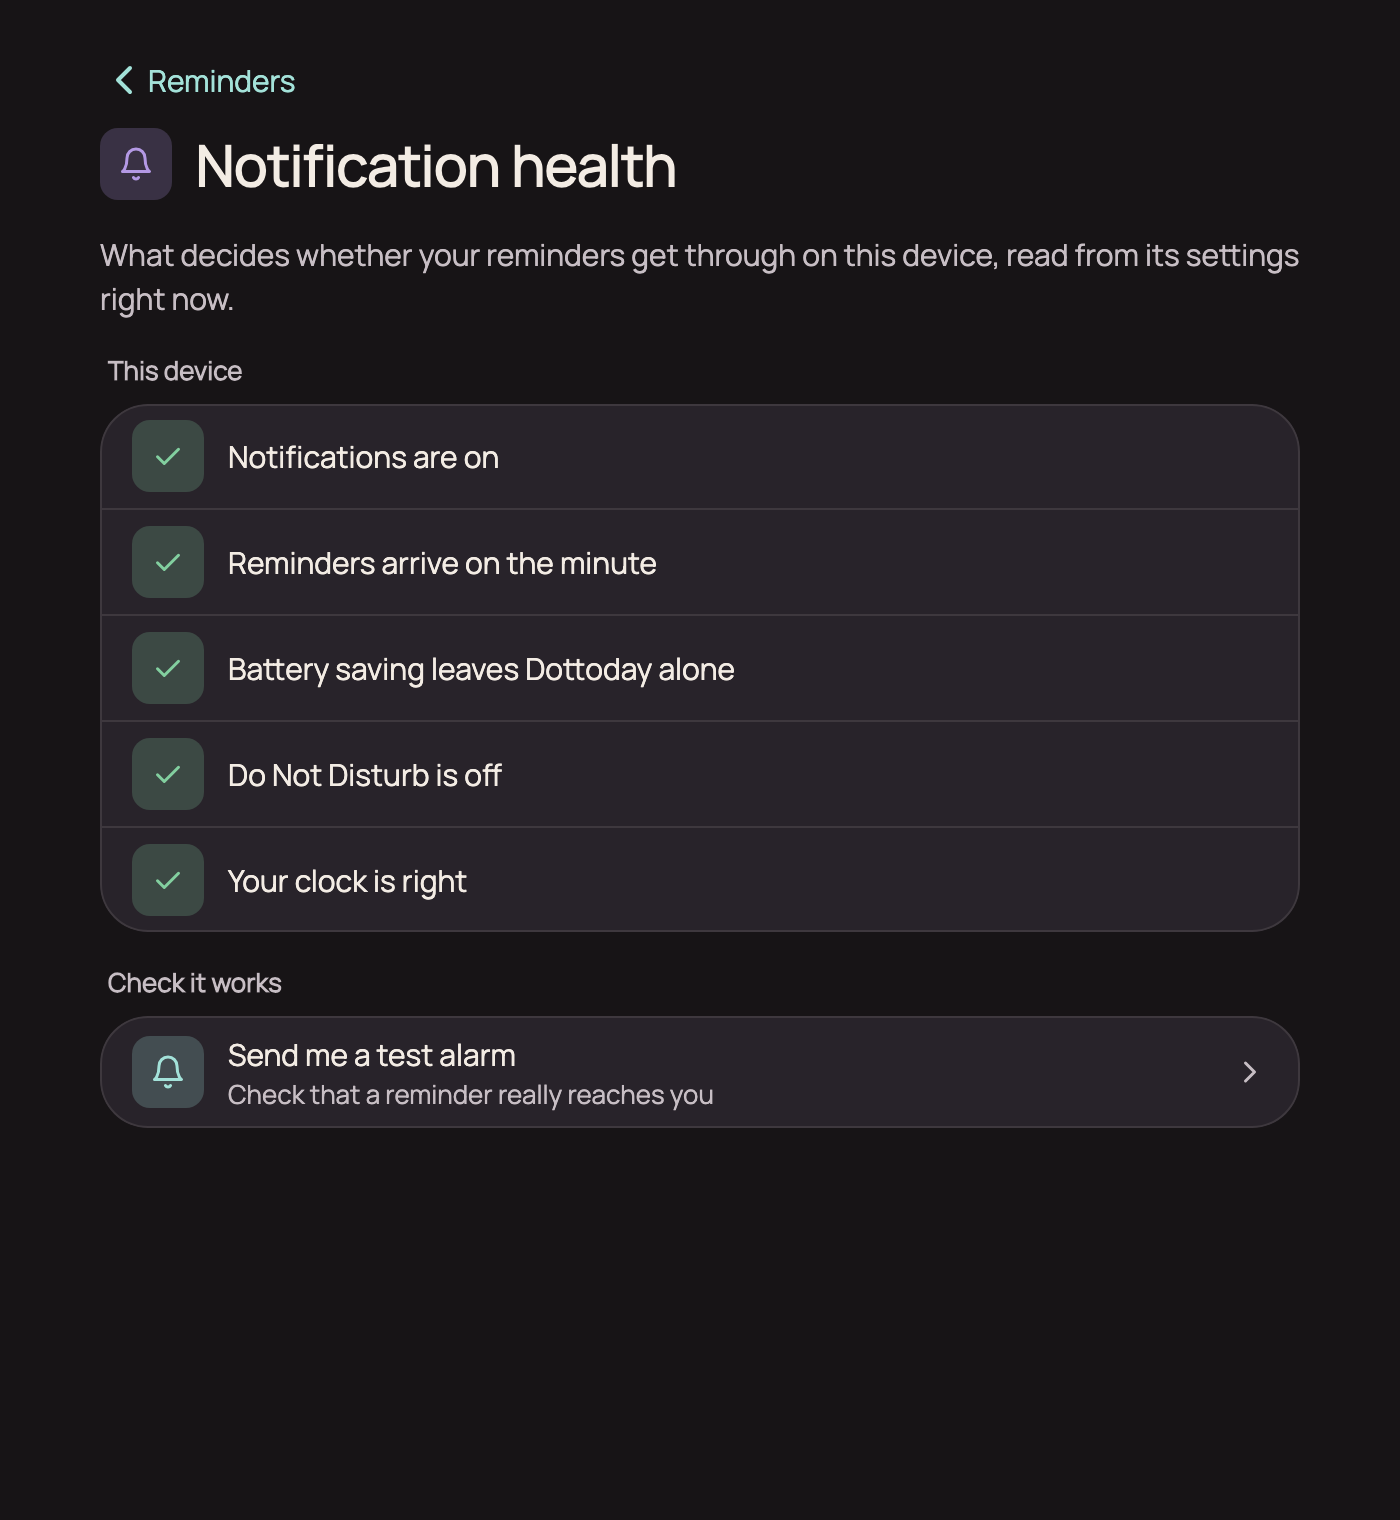 Reminders
Notification health
What decides whether your reminders get through on this device, read from its settings
right now.
This device
Notifications are on
Reminders arrive on the minute
Battery saving leaves Dottoday alone
Do Not Disturb is off
Your clock is right
Check it works
Send me a test alarm
Check that a reminder really reaches you